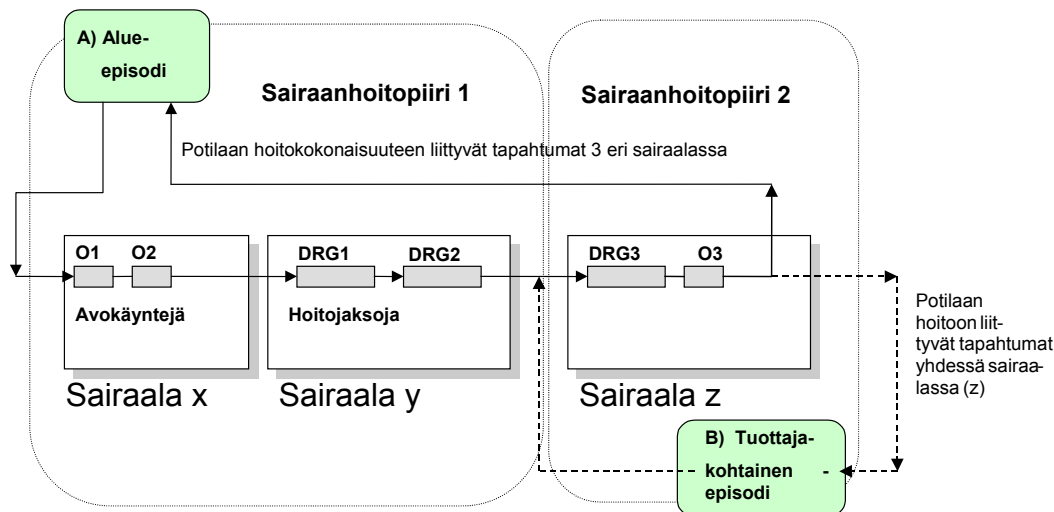 A) Alue-
episodi
Sairaanhoitopiiri 1
Sairaanhoitopiiri 2
Potilaan hoitokokonaisuuteen liittyvät tapahtumat 3 eri sairaalassa
O1 O2
DRG1 DRG2
DRG3 O3
Avokäyntejä
Hoitojaksoja
Sairaala x
Sairaala y
Sairaala z
Potilaan
hoitoon liit-
tyvät tapahtumat
yhdessä sairaa-
lassa (z)
B) Tuottaja-
kohtainen -
episodi